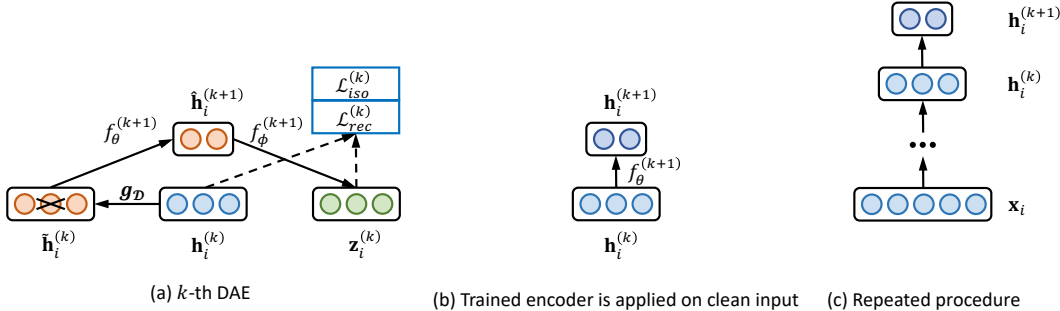 ĥ_i^(k+1)
f_θ^(k+1)
f_ϕ^(k+1)
ℒ_iso^(k)
ℒ_rec^(k)
g_𝒟
h̃_i^(k)
h_i^(k)
z_i^(k)
(a) k-th DAE
h_i^(k+1)
f_θ^(k+1)
h_i^(k)
(b) Trained encoder is applied on clean input
h_i^(k+1)
h_i^(k)
x_i
(c) Repeated procedure